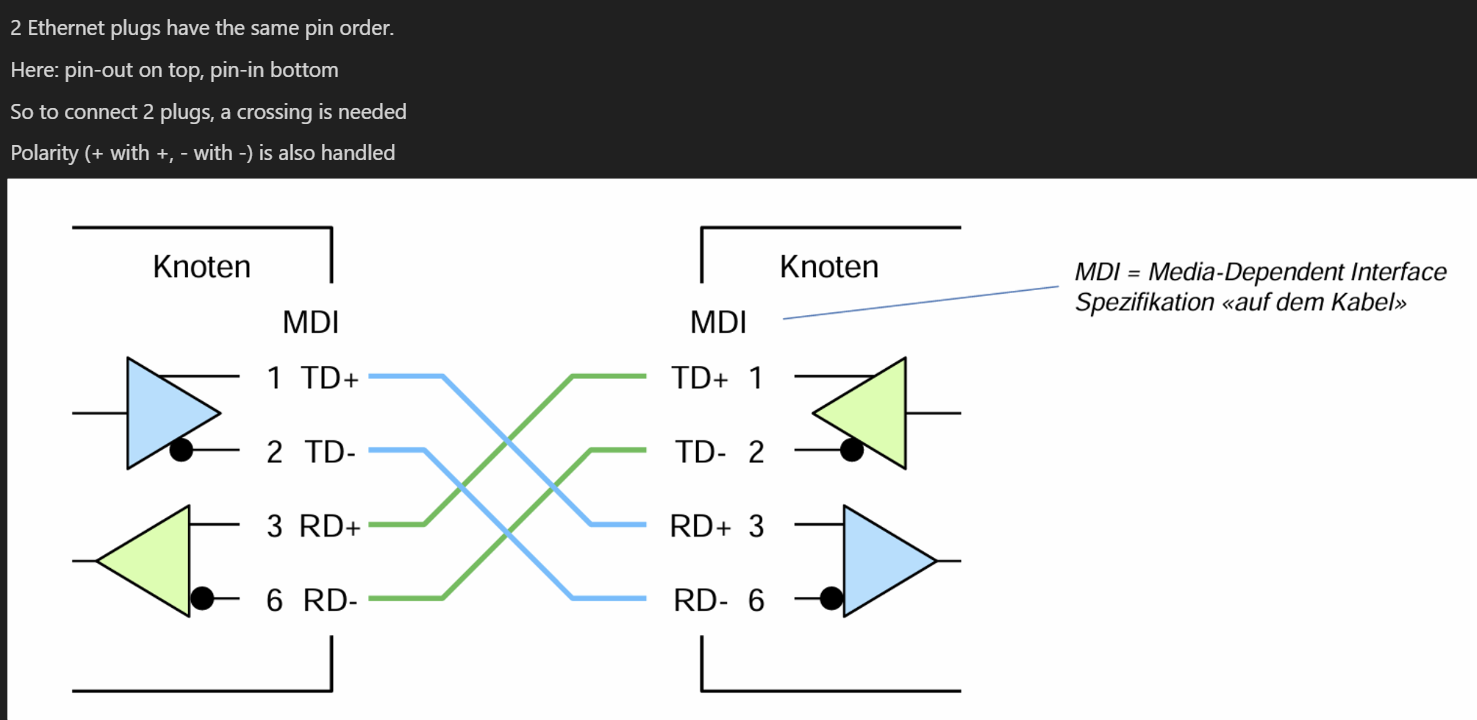 2 Ethernet plugs have the same pin order.
Here: pin-out on top, pin-in bottom
So to connect 2 plugs, a crossing is needed
Polarity (+ with +, - with -) is also handled
Knoten
Knoten
MDI = Media-Dependent Interface
Spezifikation «auf dem Kabel»
MDI
MDI
1 TD+
TD+ 1
2 TD-
TD- 2
3 RD+
RD+ 3
6 RD-
RD- 6